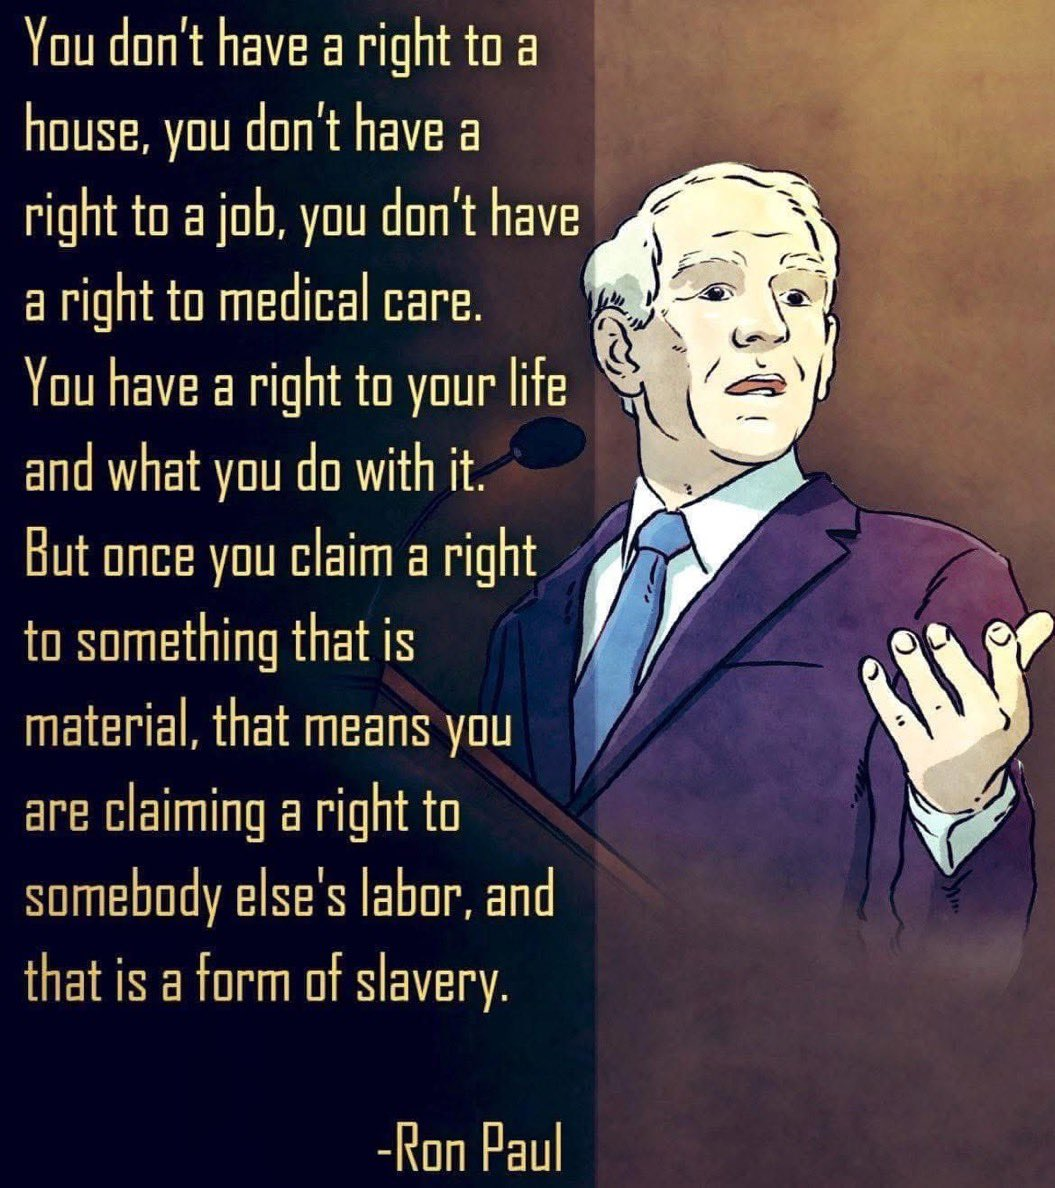 You don't have a right to a
house, you don't have a
right to a job, you don't have
a right to medical care.
You have a right to your life
and what you do with it.
But once you claim a right
to something that is
material, that means you
are claiming a right to
somebody else's labor, and
that is a form of slavery.
-Ron Paul